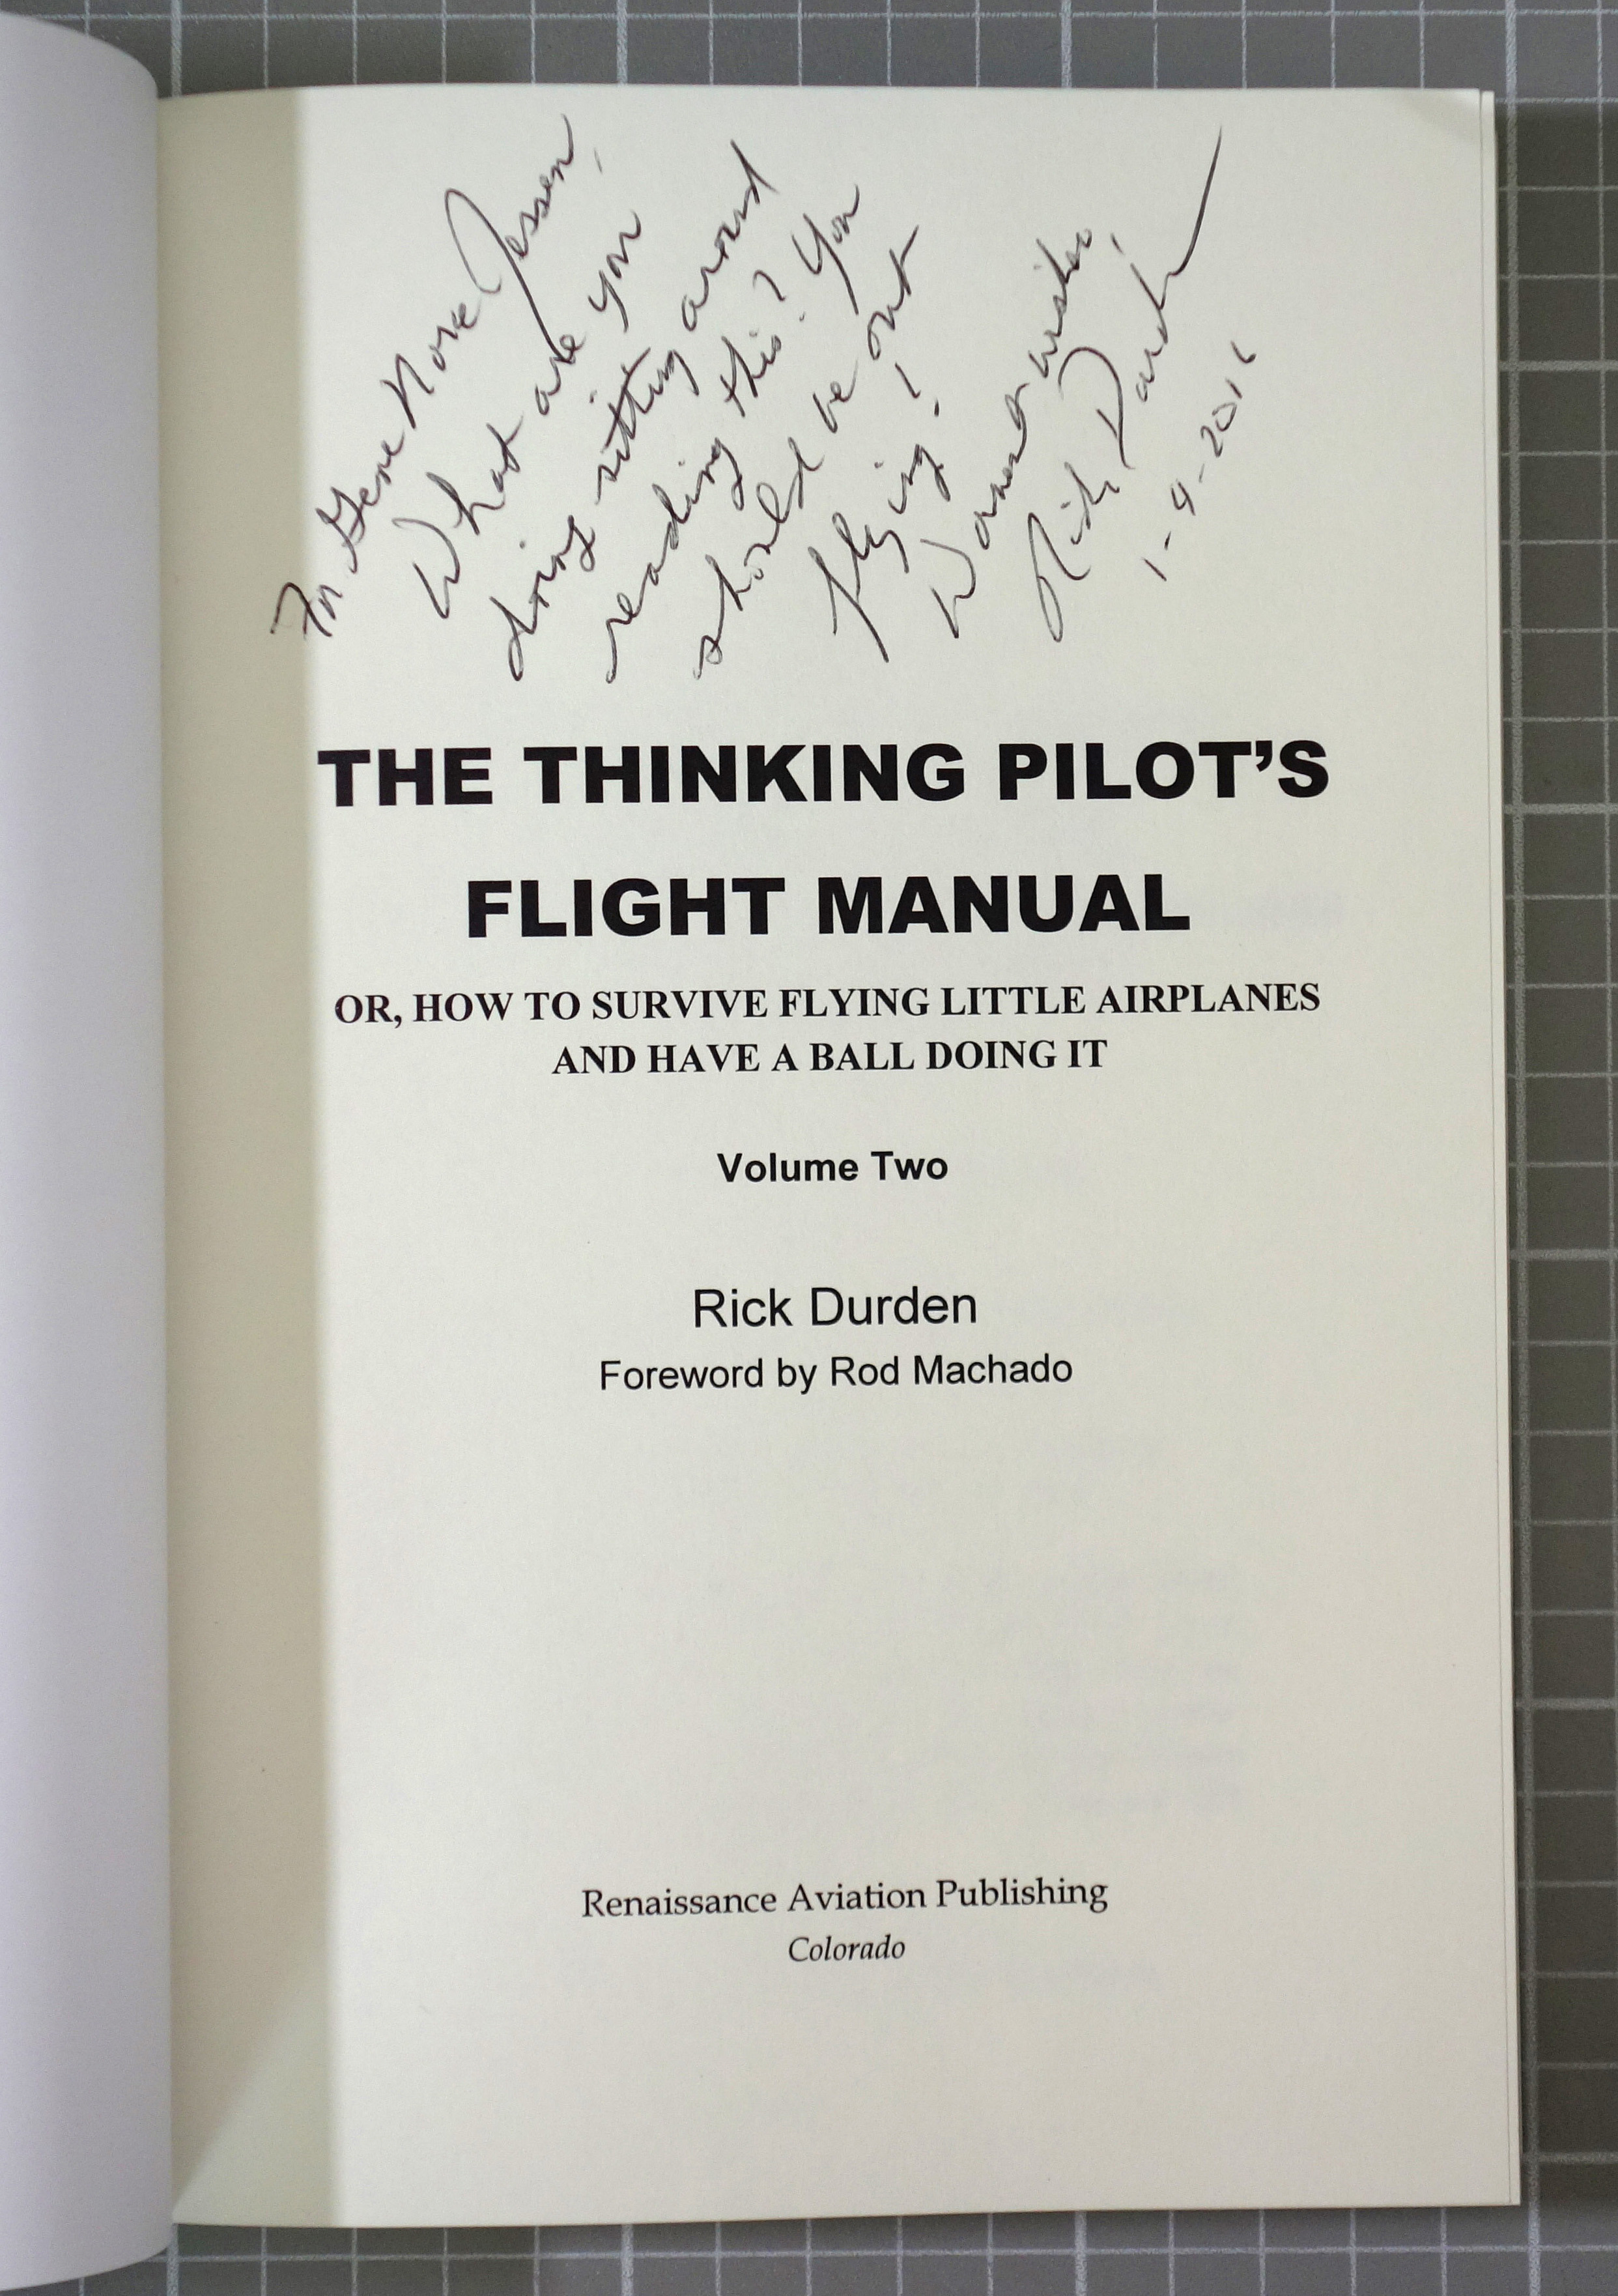 For Gene Nora Jessen,
What are you
doing sitting around
reading this? You
should be out
flying!
Warmest wishes,
Rick Durden
1-9-2016
THE THINKING PILOT'S
FLIGHT MANUAL
OR, HOW TO SURVIVE FLYING LITTLE AIRPLANES
AND HAVE A BALL DOING IT
Volume Two
Rick Durden
Foreword by Rod Machado
Renaissance Aviation Publishing
Colorado